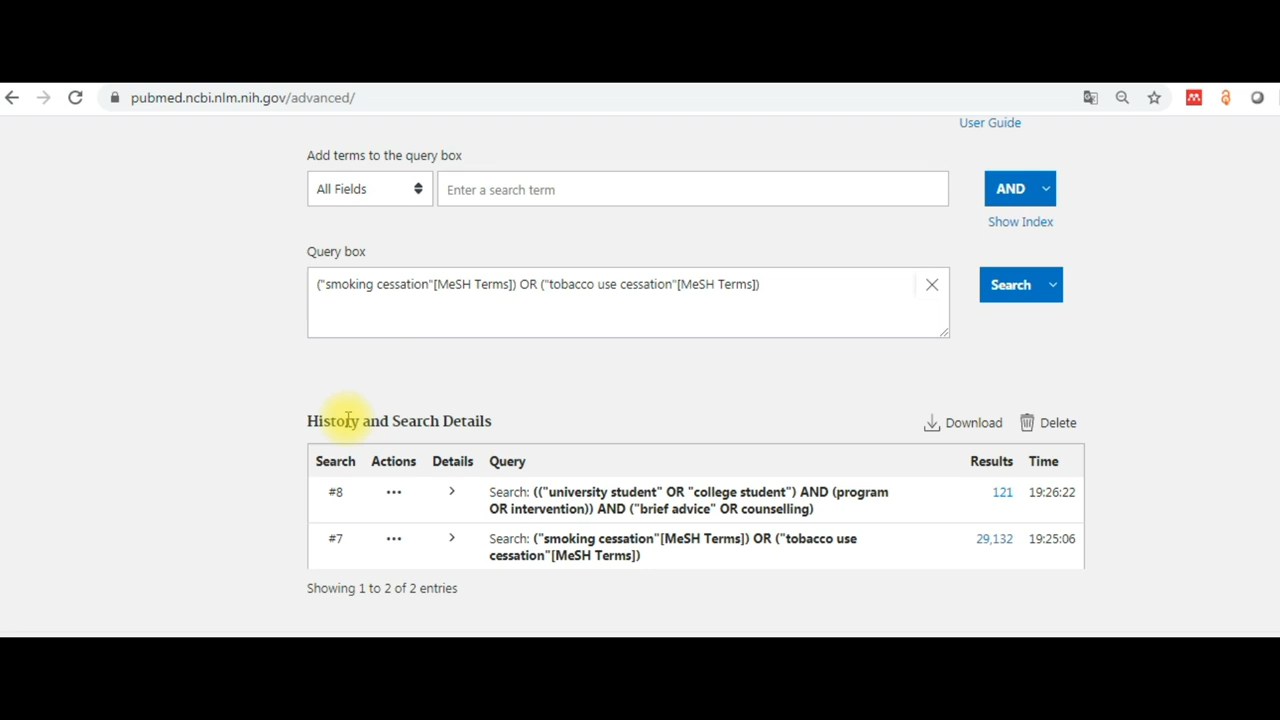 pubmed.ncbi.nlm.nih.gov/advanced/
User Guide
Add terms to the query box
All Fields
Enter a search term
AND
Show Index
Query box
("smoking cessation"[MeSH Terms]) OR ("tobacco use cessation"[MeSH Terms])
Search
History and Search Details
Download
Delete
Search Actions Details Query Results Time
#8 ••• Search: (("university student" OR "college student") AND (program 121 19:26:22
OR intervention)) AND ("brief advice" OR counselling)
#7 ••• Search: ("smoking cessation"[MeSH Terms]) OR ("tobacco use 29,132 19:25:06
cessation"[MeSH Terms])
Showing 1 to 2 of 2 entries